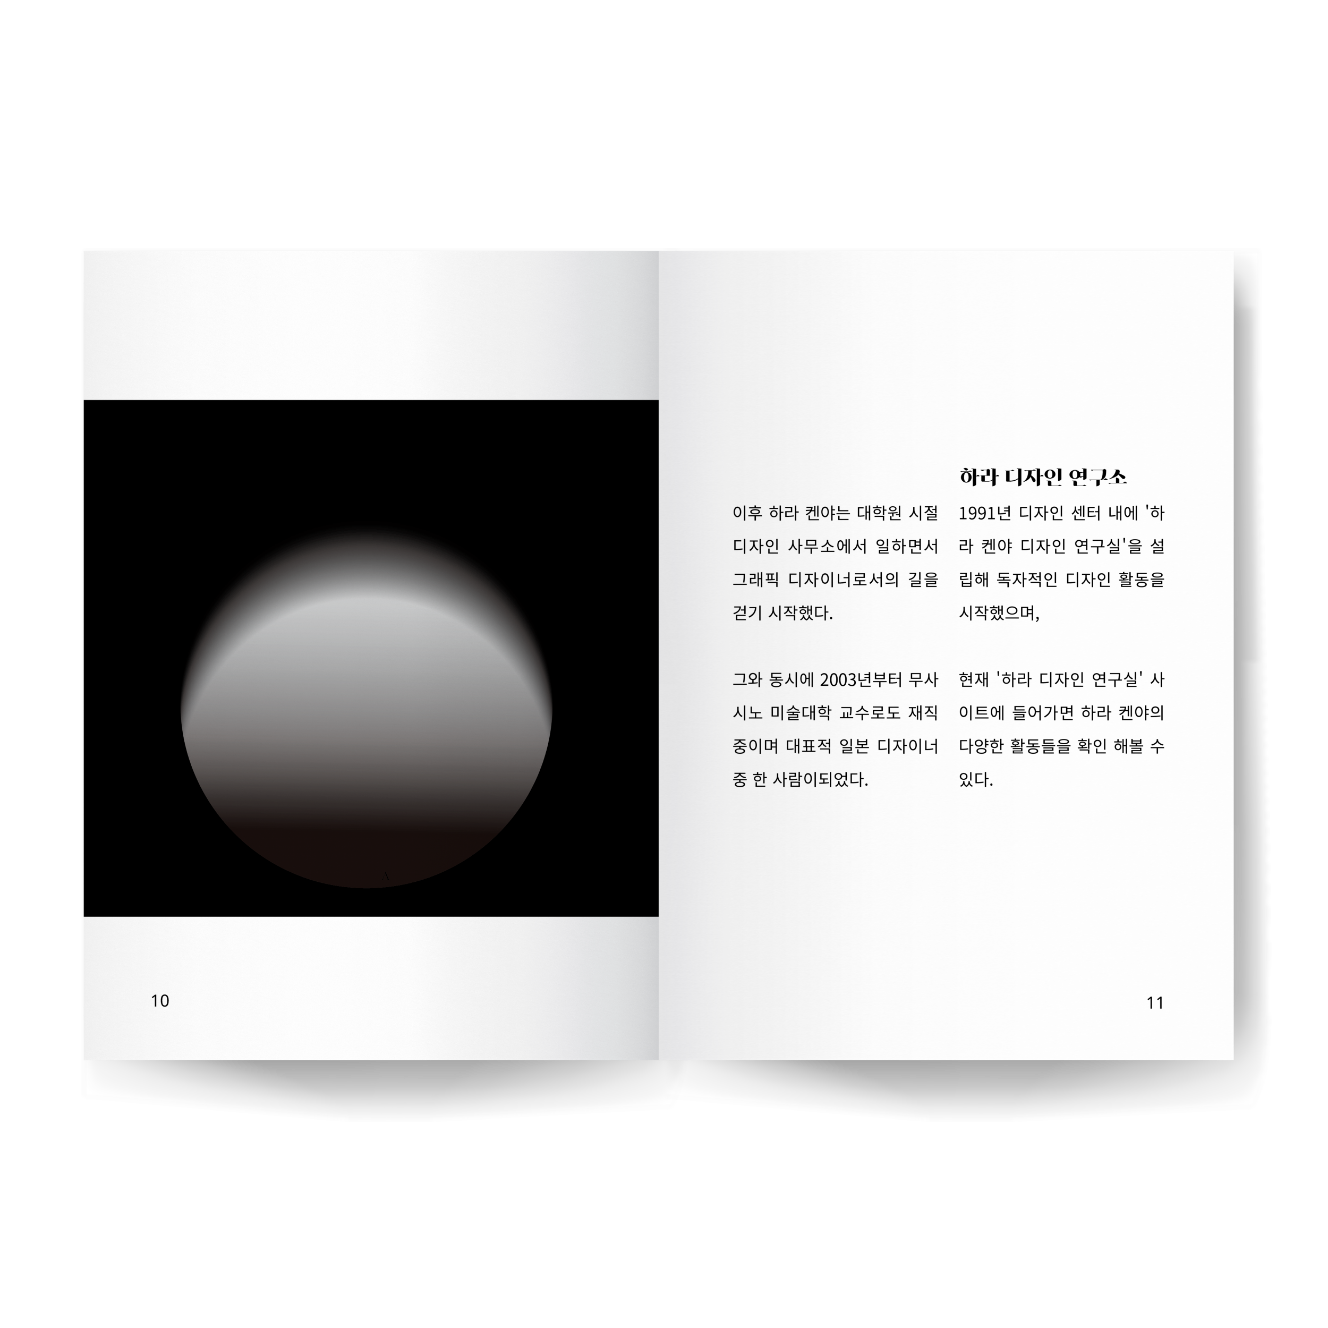 이후 하라 켄야는 대학원 시절
디자인 사무소에서 일하면서
그래픽 디자이너로서의 길을
걷기 시작했다.
그와 동시에 2003년부터 무사
시노 미술대학 교수로도 재직
중이며 대표적 일본 디자이너
중 한 사람이되었다.
하라 디자인 연구소
1991년 디자인 센터 내에 '하
라 켄야 디자인 연구실'을 설
립해 독자적인 디자인 활동을
시작했으며,
현재 '하라 디자인 연구실' 사
이트에 들어가면 하라 켄야의
다양한 활동들을 확인 해볼 수
있다.
A
10
11